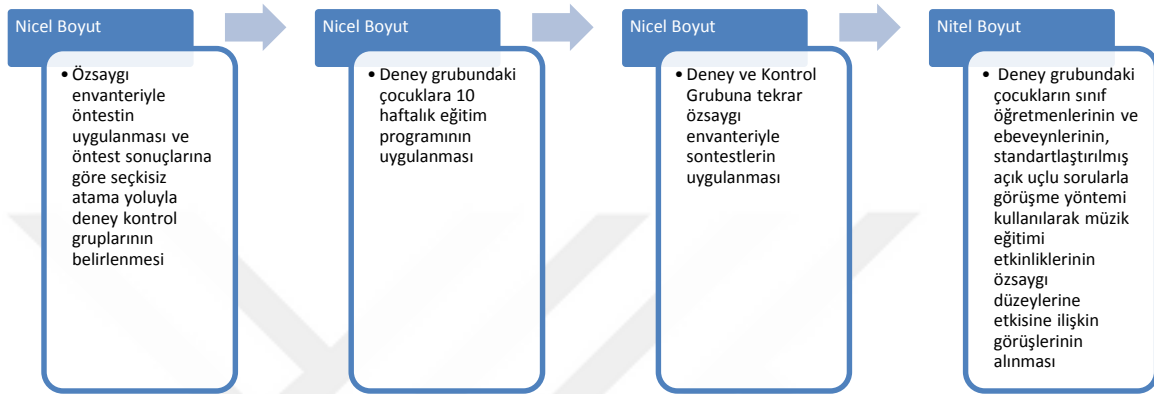 Nicel Boyut
• Özsaygı
envanteriyle
öntestin
uygulanması ve
öntest sonuçlarına
göre seçkisiz
atama yoluyla
deney kontrol
gruplarının
belirlenmesi
Nicel Boyut
• Deney grubundaki
çocuklara 10
haftalık eğitim
programının
uygulanması
Nicel Boyut
• Deney ve Kontrol
Grubuna tekrar
özsaygı
envanteriyle
sontestlerin
uygulanması
Nitel Boyut
• Deney grubundaki
çocukların sınıf
öğretmenlerinin ve
ebeveynlerinin,
standartlaştırılmış
açık uçlu sorularla
görüşme yöntemi
kullanılarak müzik
eğitimi
etkinliklerinin
özsaygı
düzeylerine
etkisine ilişkin
görüşlerinin
alınması